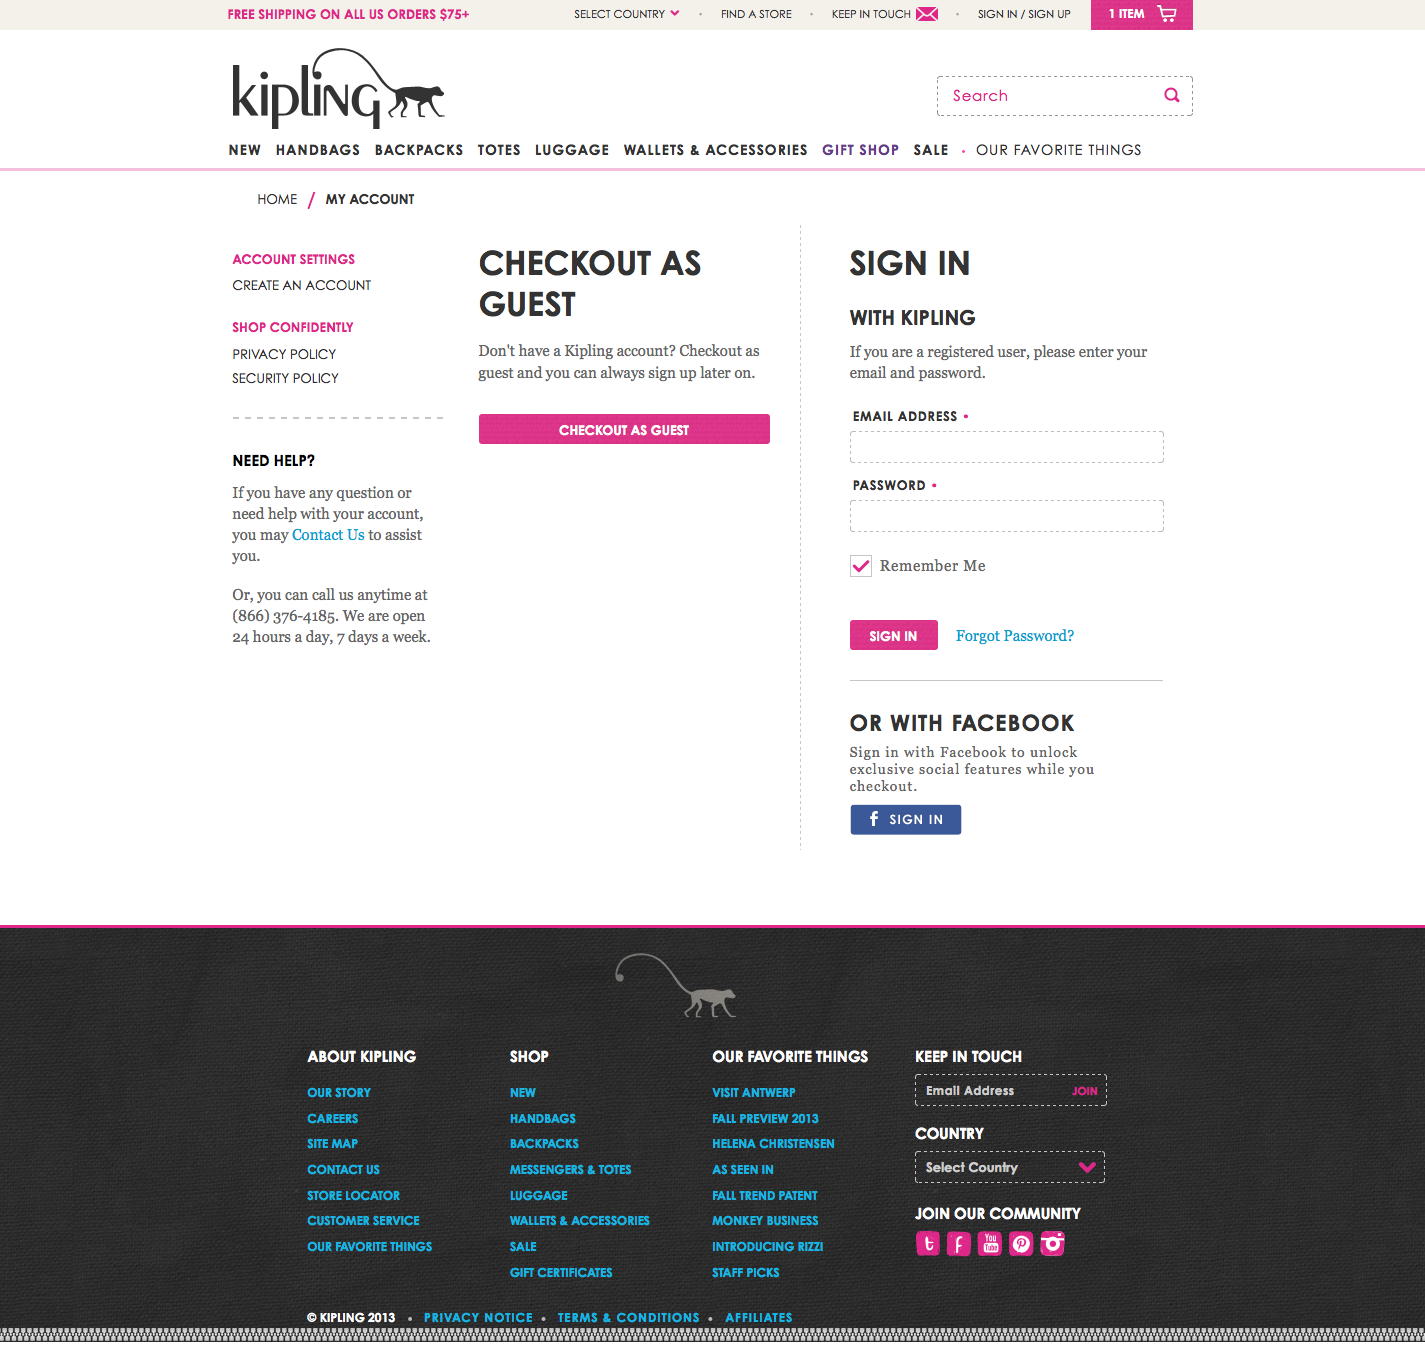 FREE SHIPPING ON ALL US ORDERS $75+
SELECT COUNTRY • FIND A STORE • KEEP IN TOUCH • SIGN IN / SIGN UP
1 ITEM
kipling
Search
NEW HANDBAGS BACKPACKS TOTES LUGGAGE WALLETS & ACCESSORIES GIFT SHOP SALE • OUR FAVORITE THINGS
HOME / MY ACCOUNT
ACCOUNT SETTINGS
CREATE AN ACCOUNT
SHOP CONFIDENTLY
PRIVACY POLICY
SECURITY POLICY
NEED HELP?
If you have any question or
need help with your account,
you may Contact Us to assist
you.
Or, you can call us anytime at
(866) 376-4185. We are open
24 hours a day, 7 days a week.
CHECKOUT AS
GUEST
Don't have a Kipling account? Checkout as
guest and you can always sign up later on.
CHECKOUT AS GUEST
SIGN IN
WITH KIPLING
If you are a registered user, please enter your
email and password.
EMAIL ADDRESS •
PASSWORD •
Remember Me
SIGN IN
Forgot Password?
OR WITH FACEBOOK
Sign in with Facebook to unlock
exclusive social features while you
checkout.
f SIGN IN
ABOUT KIPLING
OUR STORY
CAREERS
SITE MAP
CONTACT US
STORE LOCATOR
CUSTOMER SERVICE
OUR FAVORITE THINGS
SHOP
NEW
HANDBAGS
BACKPACKS
MESSENGERS & TOTES
LUGGAGE
WALLETS & ACCESSORIES
SALE
GIFT CERTIFICATES
OUR FAVORITE THINGS
VISIT ANTWERP
FALL PREVIEW 2013
HELENA CHRISTENSEN
AS SEEN IN
FALL TREND PATENT
MONKEY BUSINESS
INTRODUCING RIZZI
STAFF PICKS
KEEP IN TOUCH
Email Address JOIN
COUNTRY
Select Country
JOIN OUR COMMUNITY
t f You Tube P
© KIPLING 2013 • PRIVACY NOTICE • TERMS & CONDITIONS • AFFILIATES